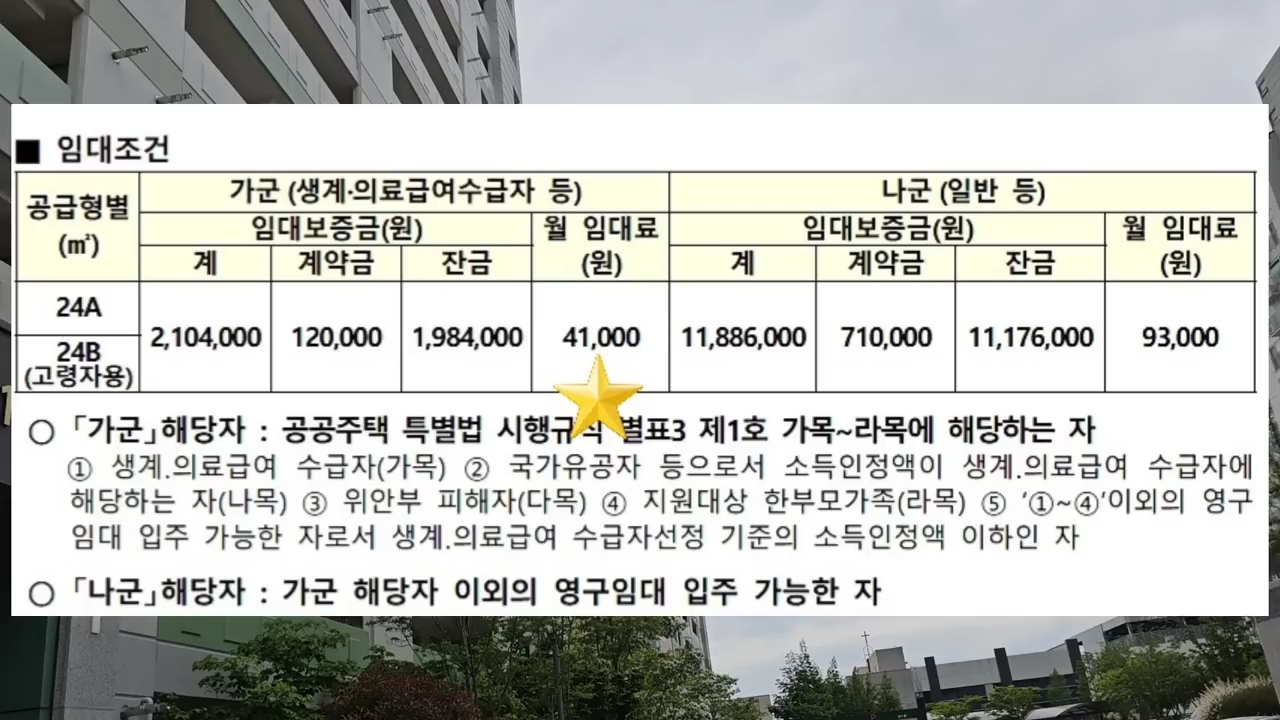 ■ 임대조건
공급형별 (㎡) 가군 (생계·의료급여수급자 등) 나군 (일반 등)
임대보증금(원) 월 임대료 (원) 임대보증금(원) 월 임대료 (원)
계 계약금 잔금 계 계약금 잔금
24A
2,104,000 120,000 1,984,000 41,000 11,886,000 710,000 11,176,000 93,000
24B
(고령자용)
○ 「가군」해당자 : 공공주택 특별법 시행규칙 별표3 제1호 가목~라목에 해당하는 자
① 생계.의료급여 수급자(가목) ② 국가유공자 등으로서 소득인정액이 생계.의료급여 수급자에
해당하는 자(나목) ③ 위안부 피해자(다목) ④ 지원대상 한부모가족(라목) ⑤ '①~④'이외의 영구
임대 입주 가능한 자로서 생계.의료급여 수급자선정 기준의 소득인정액 이하인 자
○ 「나군」해당자 : 가군 해당자 이외의 영구임대 입주 가능한 자